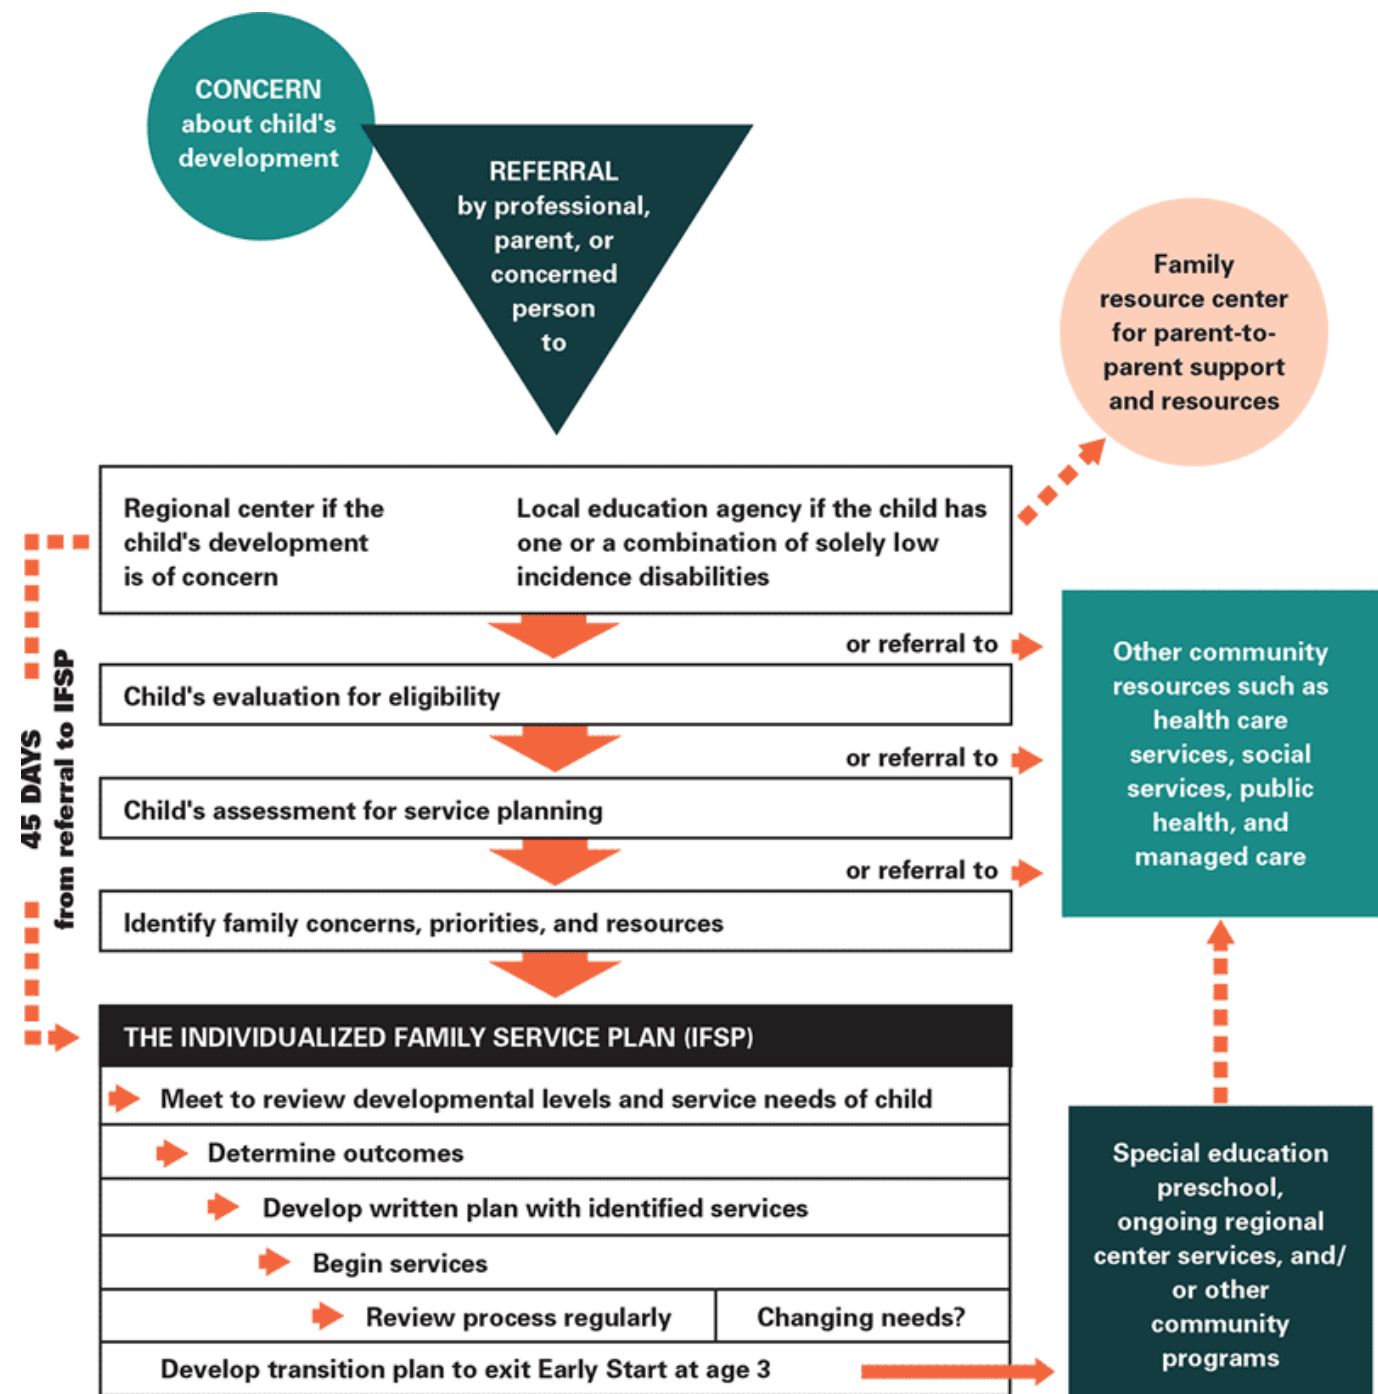 CONCERN
about child's
development
REFERRAL
by professional,
parent, or
concerned
person
to
Family
resource center
for parent-to-
parent support
and resources
Regional center if the
child's development
is of concern
Local education agency if the child has
one or a combination of solely low
incidence disabilities
45 DAYS
from referral to IFSP
or referral to
Child's evaluation for eligibility
or referral to
Child's assessment for service planning
or referral to
Identify family concerns, priorities, and resources
Other community
resources such as
health care
services, social
services, public
health, and
managed care
THE INDIVIDUALIZED FAMILY SERVICE PLAN (IFSP)
Meet to review developmental levels and service needs of child
Determine outcomes
Develop written plan with identified services
Begin services
Review process regularly
Changing needs?
Develop transition plan to exit Early Start at age 3
Special education
preschool,
ongoing regional
center services, and/
or other
community
programs